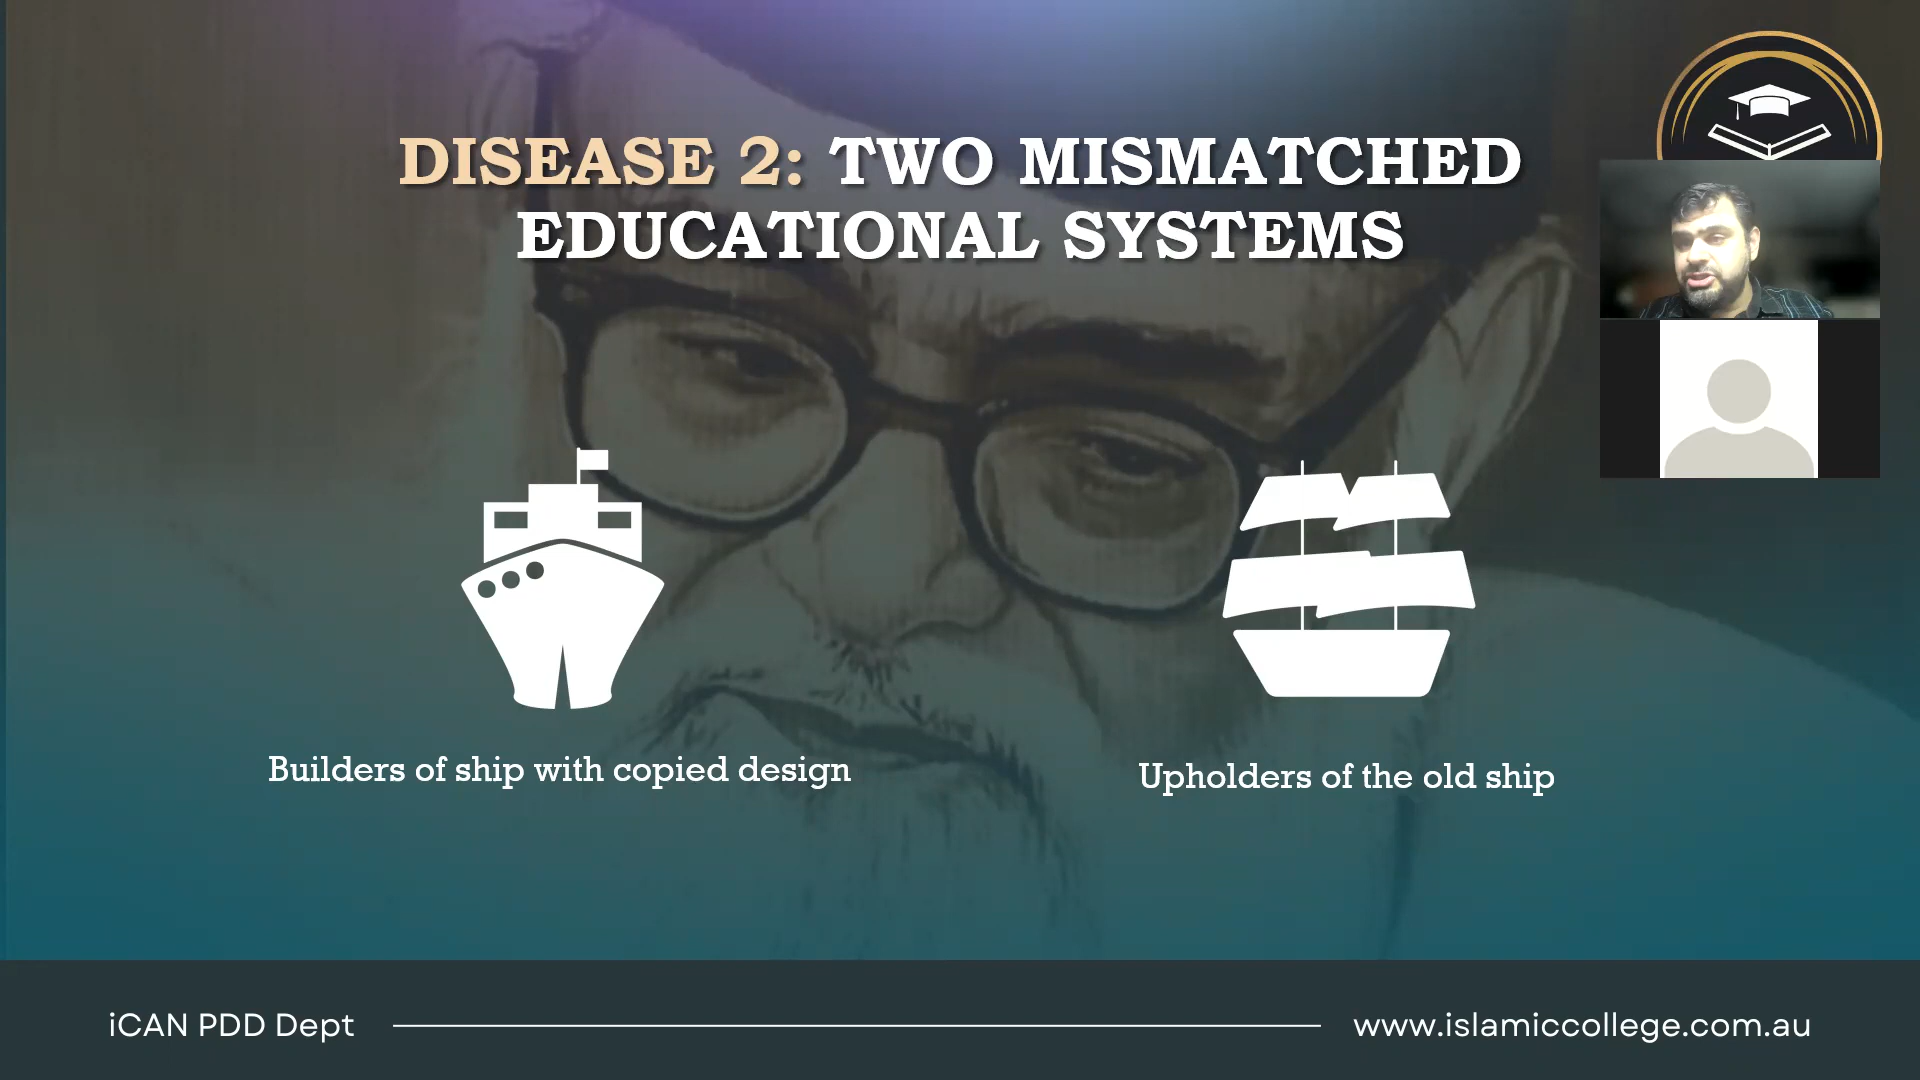 DISEASE 2: TWO MISMATCHED
EDUCATIONAL SYSTEMS
Builders of ship with copied design
Upholders of the old ship
iCAN PDD Dept
www.islamiccollege.com.au